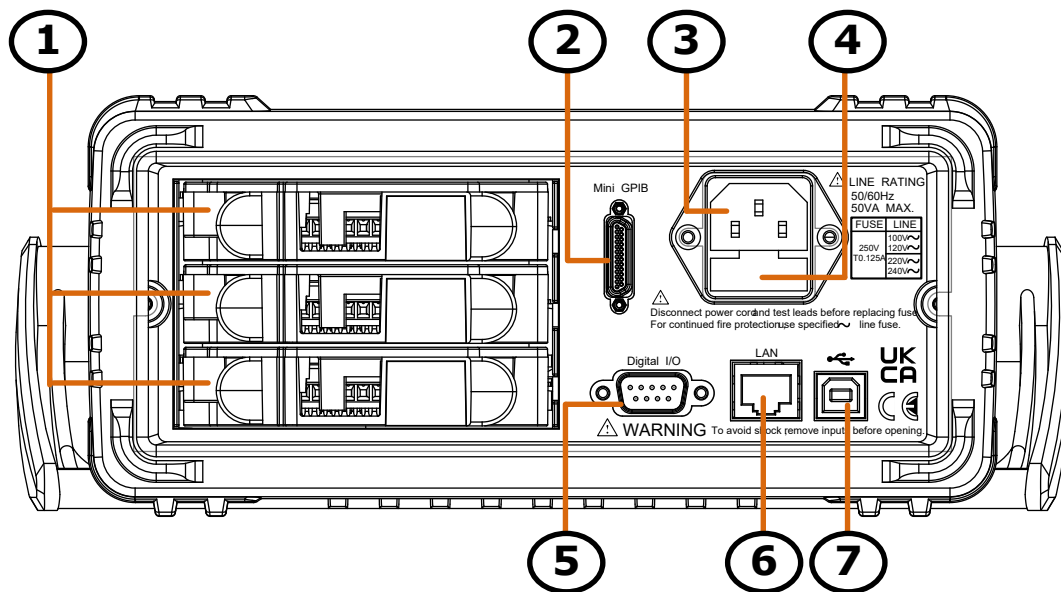 1
2
3
4
Mini GPIB
⚠ LINE RATING
50/60Hz
50VA MAX.
FUSE LINE
250V
T0.125A
100V~
120V~
220V~
240V~
⚠
Disconnect power cord and test leads before replacing fuse
For continued fire protection use specified ~ line fuse.
Digital I/O
LAN
UK
CA
CE
⚠ WARNING To avoid shock remove inputs before opening.
5
6
7